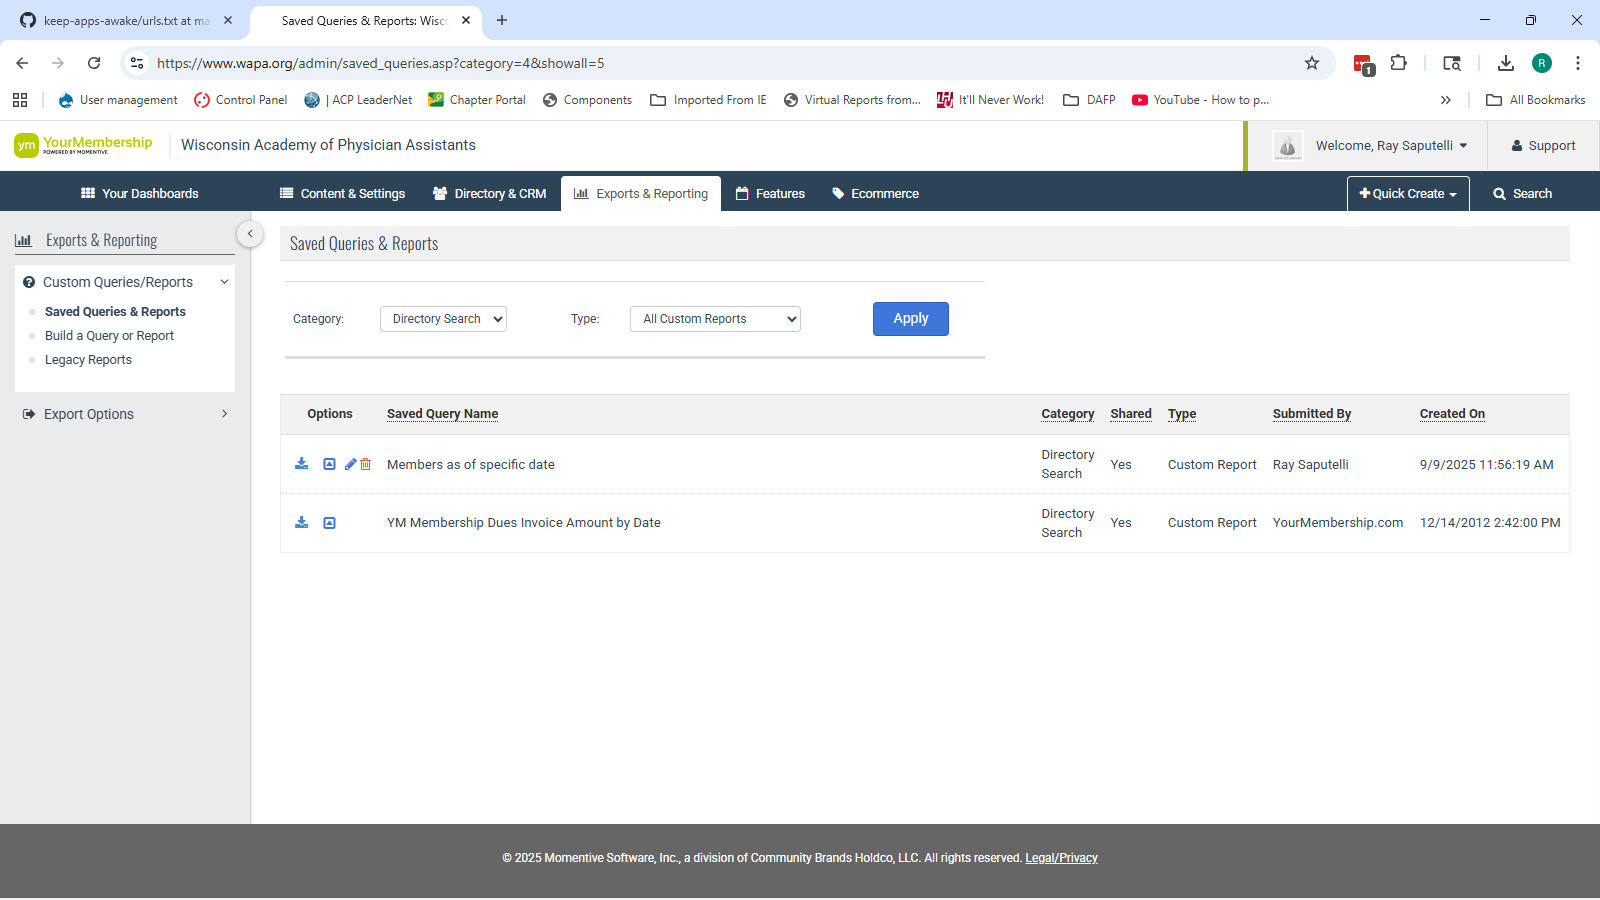 keep-apps-awake/urls.txt at ma
Saved Queries & Reports: Wisc
https://www.wapa.org/admin/saved_queries.asp?category=4&showall=5
1
R
User management
Control Panel
| ACP LeaderNet
Chapter Portal
Components
Imported From IE
Virtual Reports from...
It'll Never Work!
DAFP
YouTube - How to p...
All Bookmarks
ym YourMembership
POWERED BY MOMENTIVE
Wisconsin Academy of Physician Assistants
Welcome, Ray Saputelli
Support
Your Dashboards
Content & Settings
Directory & CRM
Exports & Reporting
Features
Ecommerce
Quick Create
Search
Exports & Reporting
Custom Queries/Reports
Saved Queries & Reports
Build a Query or Report
Legacy Reports
Export Options
Saved Queries & Reports
Category: Directory Search Type: All Custom Reports Apply
Options Saved Query Name Category Shared Type Submitted By Created On
Members as of specific date Directory Search Yes Custom Report Ray Saputelli 9/9/2025 11:56:19 AM
YM Membership Dues Invoice Amount by Date Directory Search Yes Custom Report YourMembership.com 12/14/2012 2:42:00 PM
© 2025 Momentive Software, Inc., a division of Community Brands Holdco, LLC. All rights reserved. Legal/Privacy